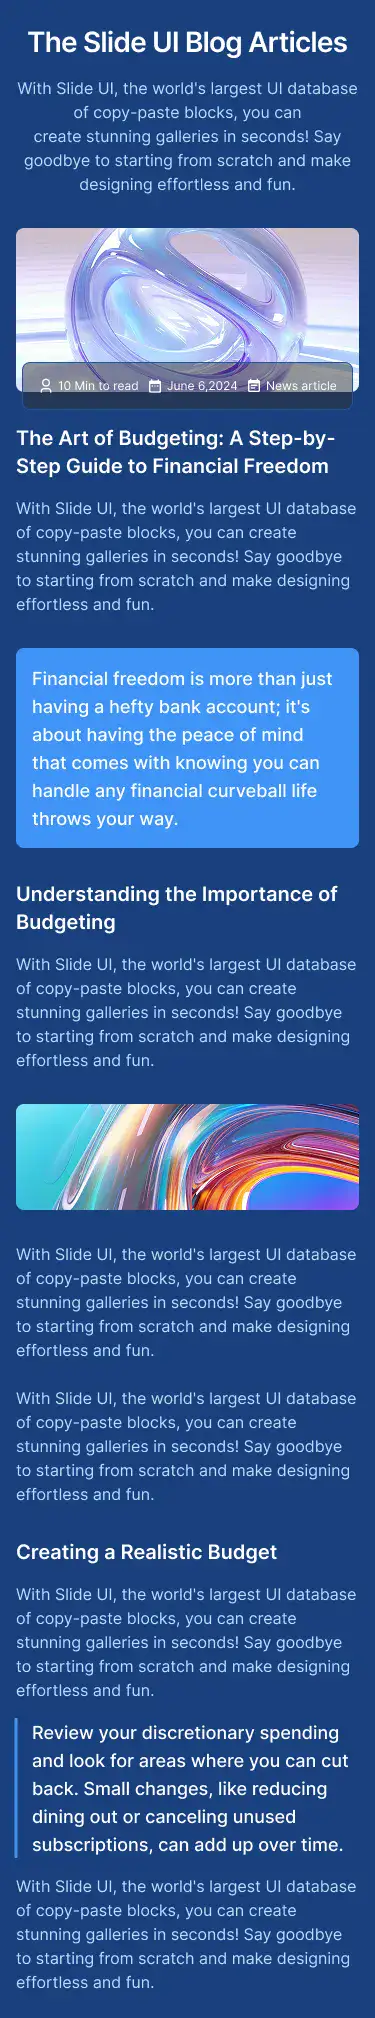 The Slide UI Blog Articles
With Slide UI, the world's largest UI database
of copy-paste blocks, you can
create stunning galleries in seconds! Say
goodbye to starting from scratch and make
designing effortless and fun.
10 Min to read June 6,2024 News article
The Art of Budgeting: A Step-by-
Step Guide to Financial Freedom
With Slide UI, the world's largest UI database
of copy-paste blocks, you can create
stunning galleries in seconds! Say goodbye
to starting from scratch and make designing
effortless and fun.
Financial freedom is more than just
having a hefty bank account; it's
about having the peace of mind
that comes with knowing you can
handle any financial curveball life
throws your way.
Understanding the Importance of
Budgeting
With Slide UI, the world's largest UI database
of copy-paste blocks, you can create
stunning galleries in seconds! Say goodbye
to starting from scratch and make designing
effortless and fun.
With Slide UI, the world's largest UI database
of copy-paste blocks, you can create
stunning galleries in seconds! Say goodbye
to starting from scratch and make designing
effortless and fun.
With Slide UI, the world's largest UI database
of copy-paste blocks, you can create
stunning galleries in seconds! Say goodbye
to starting from scratch and make designing
effortless and fun.
Creating a Realistic Budget
With Slide UI, the world's largest UI database
of copy-paste blocks, you can create
stunning galleries in seconds! Say goodbye
to starting from scratch and make designing
effortless and fun.
Review your discretionary spending
and look for areas where you can cut
back. Small changes, like reducing
dining out or canceling unused
subscriptions, can add up over time.
With Slide UI, the world's largest UI database
of copy-paste blocks, you can create
stunning galleries in seconds! Say goodbye
to starting from scratch and make designing
effortless and fun.